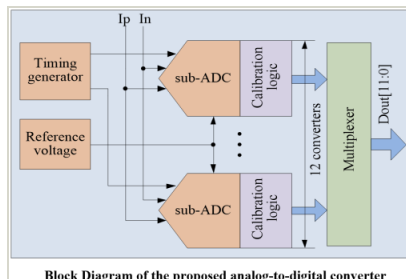 Ip In
Timing
generator
sub-ADC
Calibration
logic
Reference
voltage
12 converters
Multiplexer
Dout[11:0]
sub-ADC
Calibration
logic
Block Diagram of the proposed analog-to-digital converter